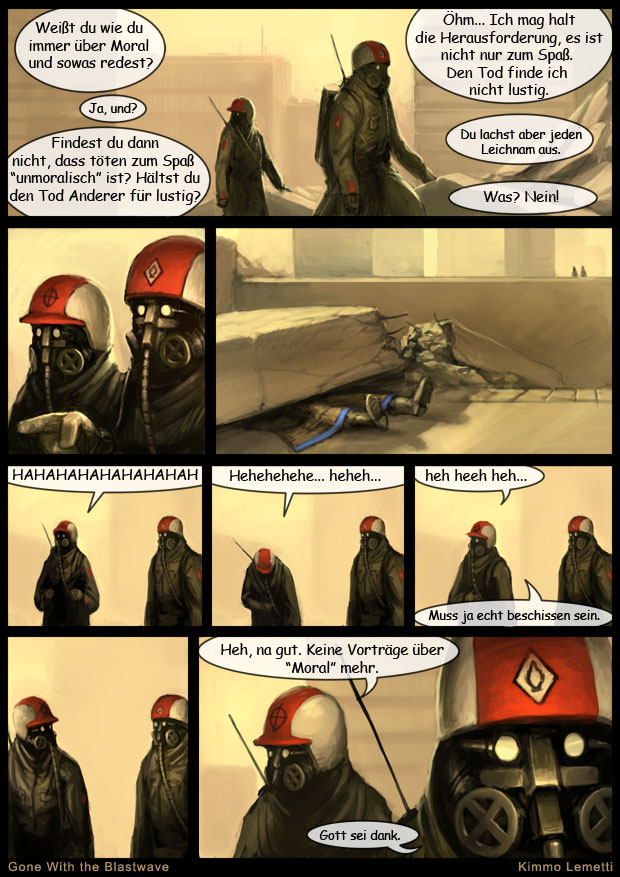 Weißt du wie du
immer über Moral
und sowas redest?
Ja, und?
Findest du dann
nicht, dass töten zum Spaß
“unmoralisch” ist? Hältst du
den Tod Anderer für lustig?
Öhm... Ich mag halt
die Herausforderung, es ist
nicht nur zum Spaß.
Den Tod finde ich
nicht lustig.
Du lachst aber jeden
Leichnam aus.
Was? Nein!
HAHAHAHAHAHAHAHAH
Hehehehehe... heheh...
heh heeh heh...
Muss ja echt beschissen sein.
Heh, na gut. Keine Vorträge über
“Moral” mehr.
Gott sei dank.
Gone With the Blastwave
Kimmo Lemetti